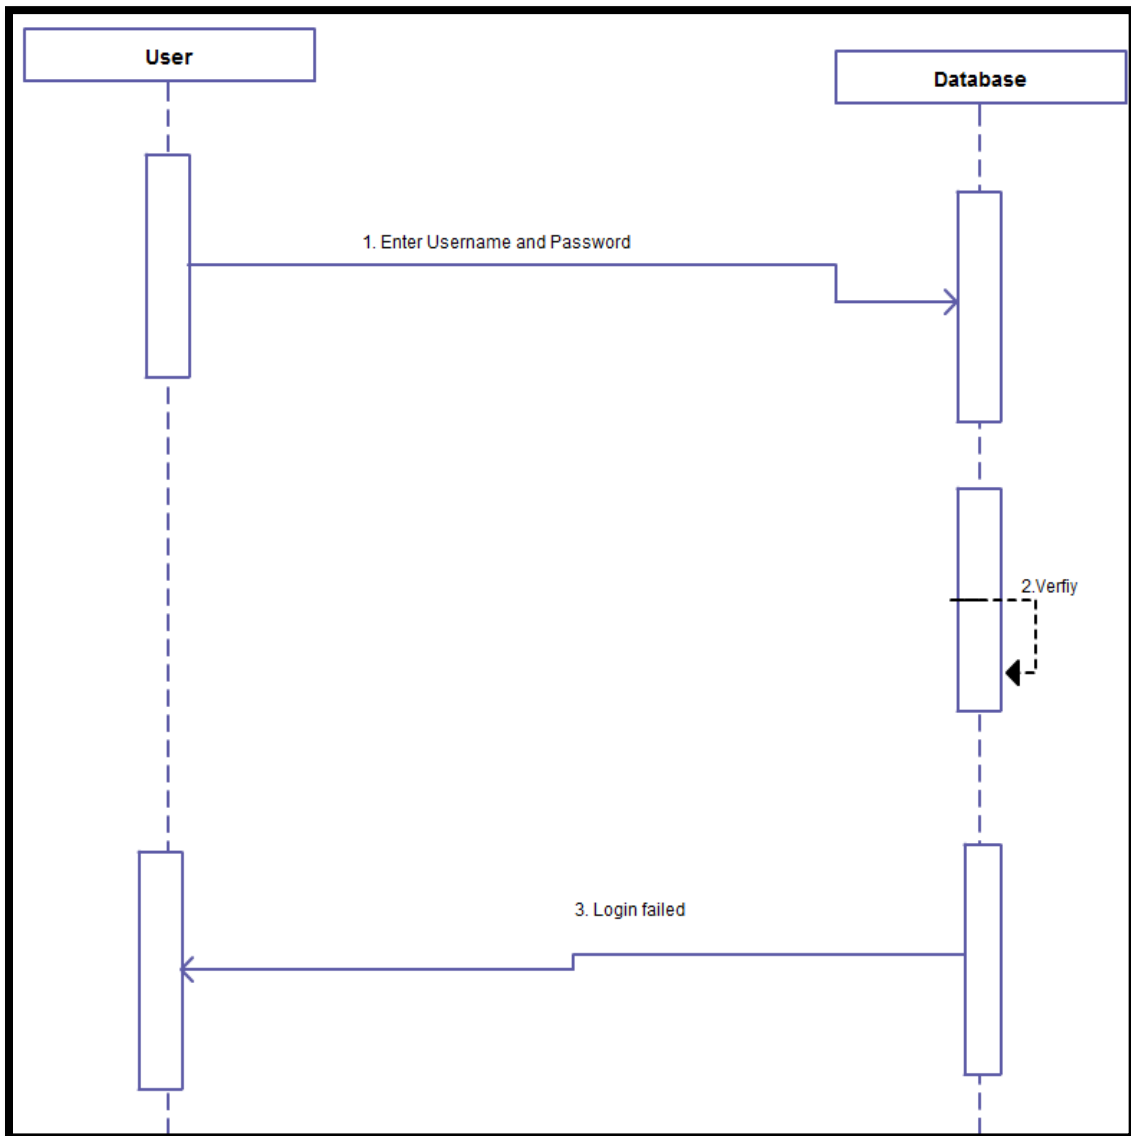 User
Database
1. Enter Username and Password
2.Verfiy
3. Login failed